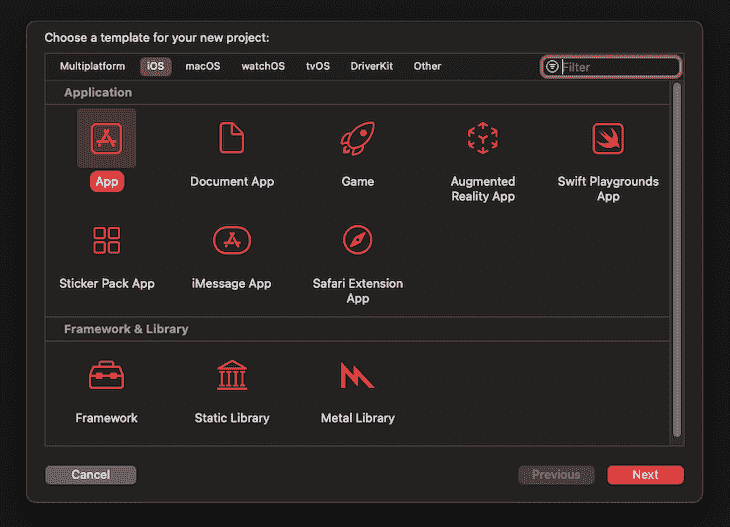 Choose a template for your new project:
Multiplatform iOS macOS watchOS tvOS DriverKit Other Filter
Application
App Document App Game Augmented Reality App Swift Playgrounds App
Sticker Pack App iMessage App Safari Extension App
Framework & Library
Framework Static Library Metal Library
Cancel Previous Next